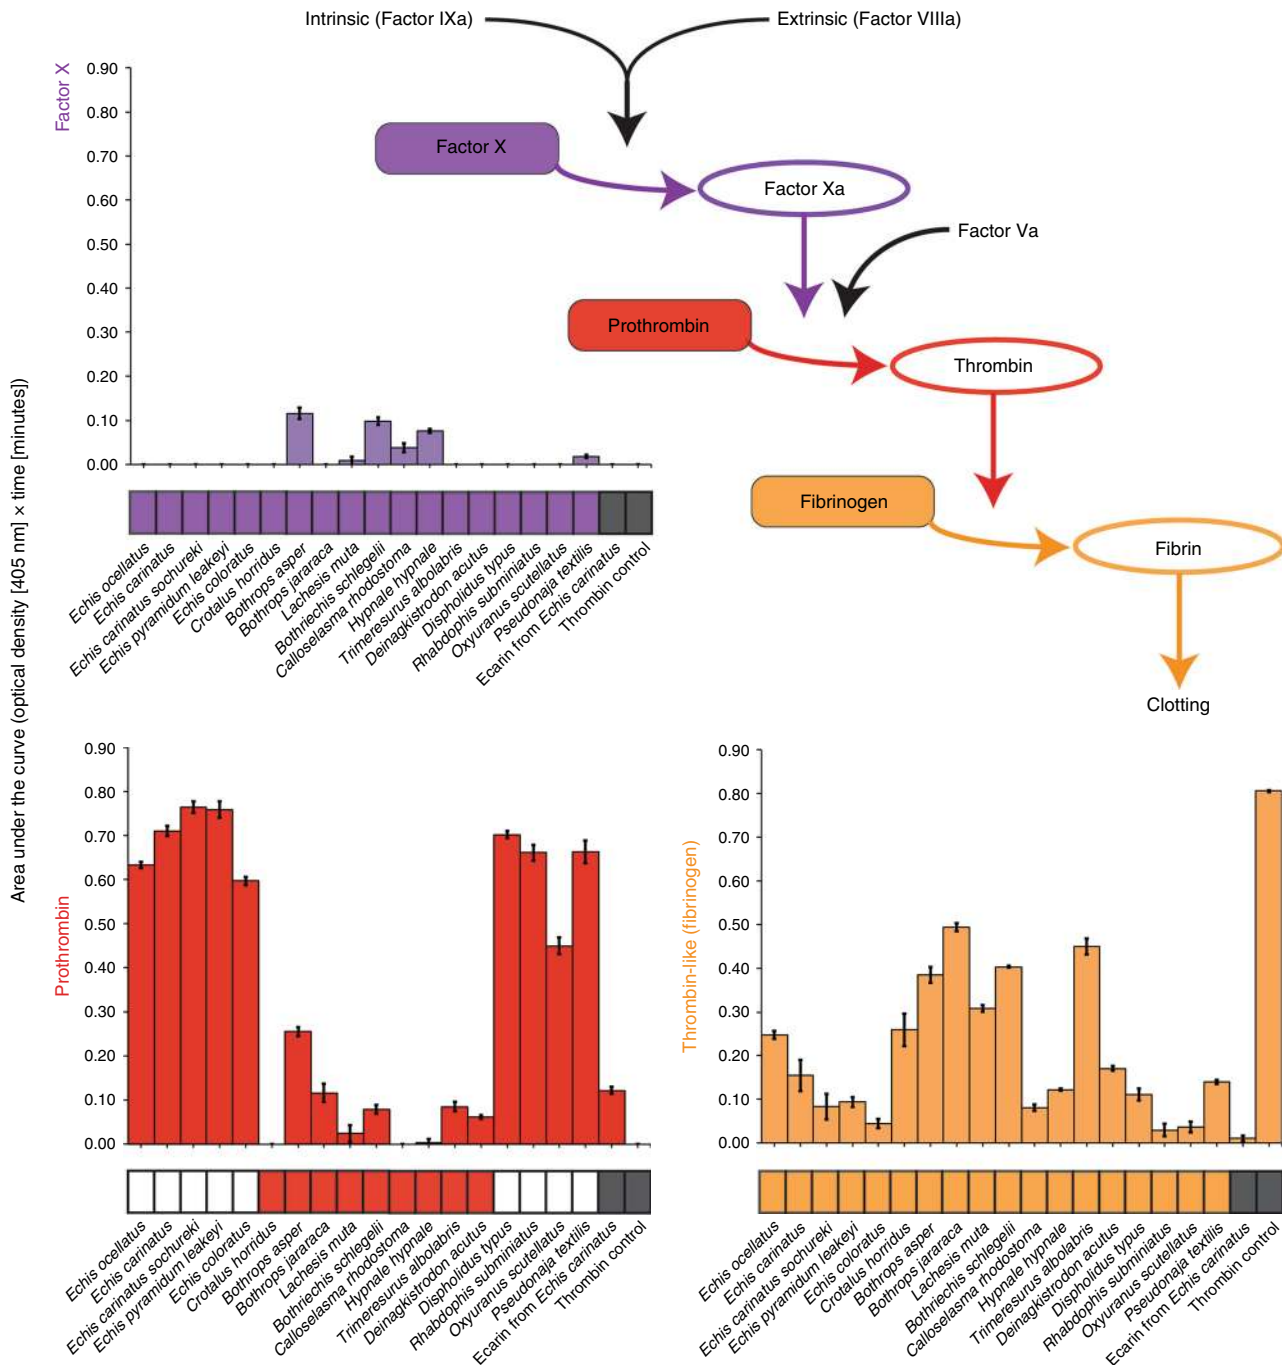 Intrinsic (Factor IXa)
Extrinsic (Factor VIIIa)
Factor X
0.90
0.80
0.70
0.60
0.50
0.40
0.30
0.20
0.10
0.00
Factor X
Factor Xa
Factor Va
Prothrombin
Thrombin
Fibrinogen
Fibrin
Clotting
Echis ocellatus
Echis carinatus
Echis carinatus sochureki
Echis pyramidum leakeyi
Echis coloratus
Crotalus horridus
Bothrops asper
Bothrops jararaca
Lachesis muta
Bothriechis schlegelii
Calloselasma rhodostoma
Hypnale hypnale
Trimeresurus albolabris
Deinagkistrodon acutus
Dispholidus typus
Rhabdophis subminiatus
Oxyuranus scutellatus
Pseudonaja textilis
Ecarin from Echis carinatus
Thrombin control
Area under the curve (optical density [405 nm] × time [minutes])
Prothrombin
0.90
0.80
0.70
0.60
0.50
0.40
0.30
0.20
0.10
0.00
Echis ocellatus
Echis carinatus
Echis carinatus sochureki
Echis pyramidum leakeyi
Echis coloratus
Crotalus horridus
Bothrops asper
Bothrops jararaca
Lachesis muta
Bothriechis schlegelii
Calloselasma rhodostoma
Hypnale hypnale
Trimeresurus albolabris
Deinagkistrodon acutus
Dispholidus typus
Rhabdophis subminiatus
Oxyuranus scutellatus
Pseudonaja textilis
Ecarin from Echis carinatus
Thrombin control
Thrombin-like (fibrinogen)
0.90
0.80
0.70
0.60
0.50
0.40
0.30
0.20
0.10
0.00
Echis ocellatus
Echis carinatus
Echis carinatus sochureki
Echis pyramidum leakeyi
Echis coloratus
Crotalus horridus
Bothrops asper
Bothrops jararaca
Lachesis muta
Bothriechis schlegelii
Calloselasma rhodostoma
Hypnale hypnale
Trimeresurus albolabris
Deinagkistrodon acutus
Dispholidus typus
Rhabdophis subminiatus
Oxyuranus scutellatus
Pseudonaja textilis
Ecarin from Echis carinatus
Thrombin control